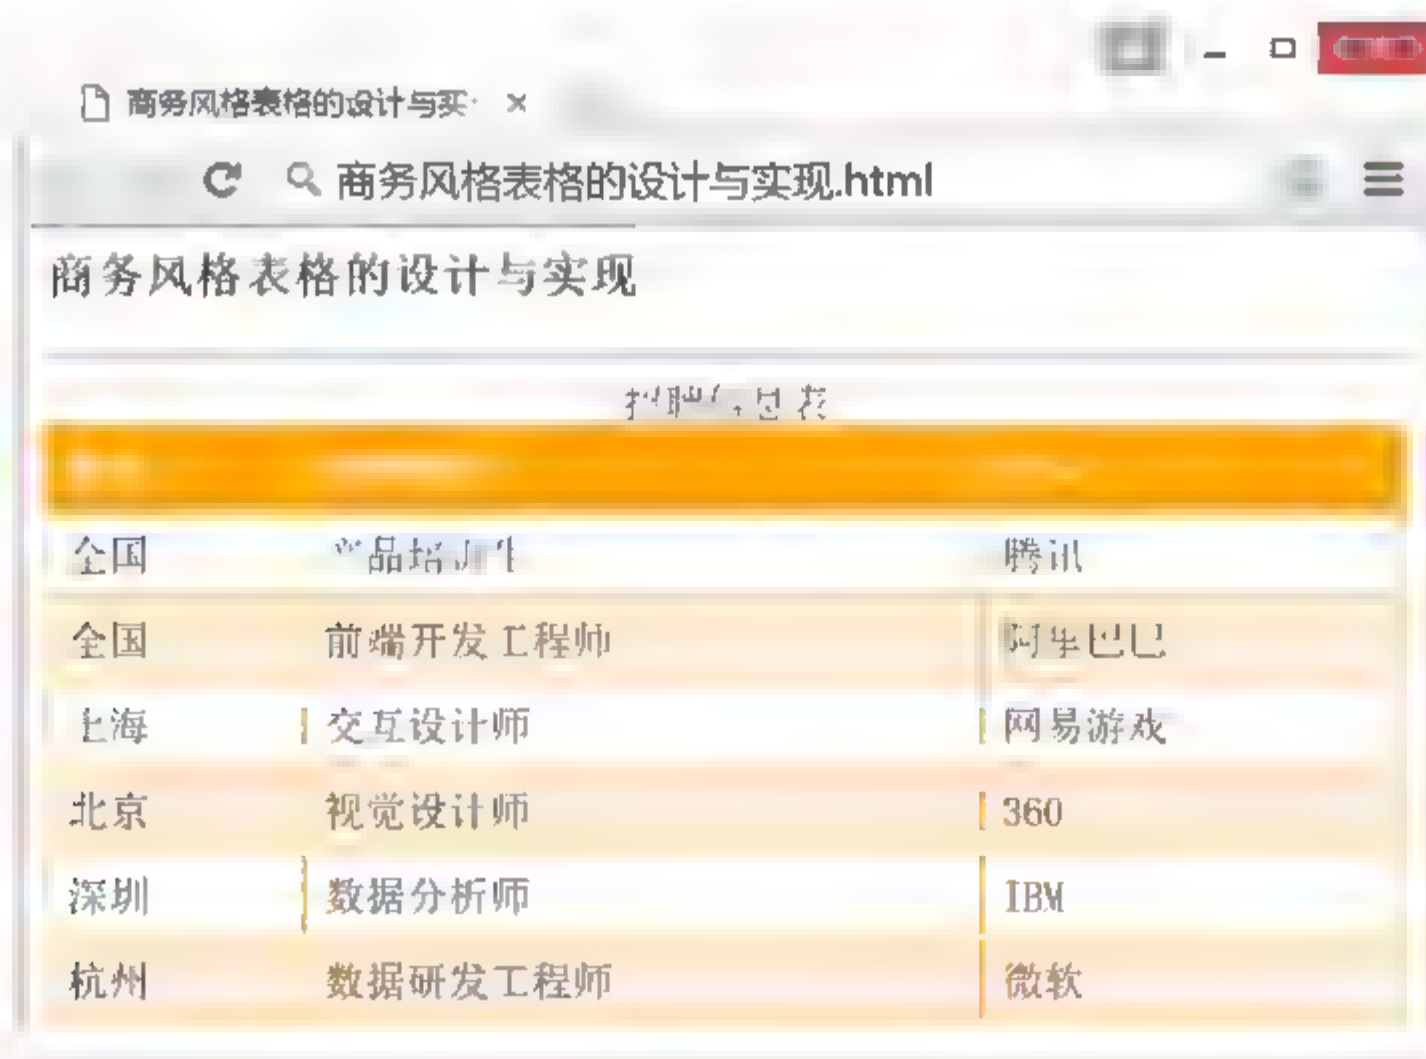 商务风格表格的设计与实
商务风格表格的设计与实现.html
商务风格表格的设计与实现
全国 腾讯
全国 前端开发工程师 阿里巴巴
上海 交互设计师 网易游戏
北京 视觉设计师 360
深圳 数据分析师 IBM
杭州 数据研发工程师 微软